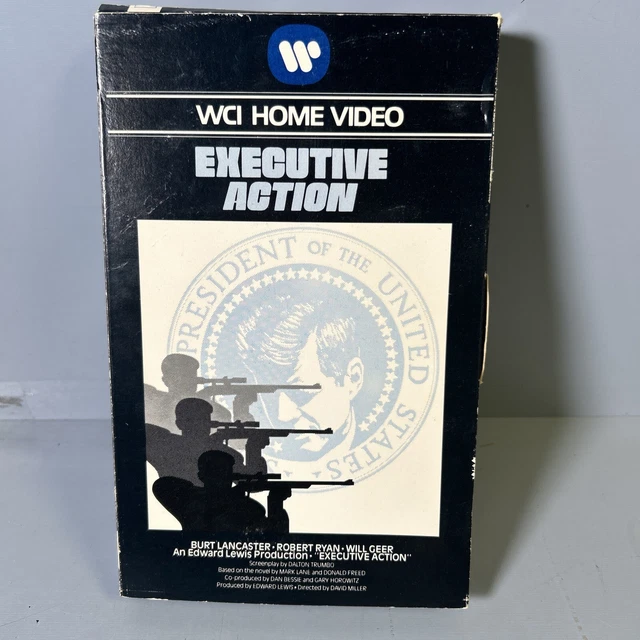 WCI HOME VIDEO
EXECUTIVE
ACTION
PRESIDENT OF THE UNITED STATES
BURT LANCASTER · ROBERT RYAN · WILL GEER
An Edward Lewis Production · "EXECUTIVE ACTION"
Screenplay by DALTON TRUMBO
Based on the novel by MARK LANE and DONALD FREED
Co-produced by DAN BESSIE and GARY HOROWITZ
Produced by EDWARD LEWIS • Directed by DAVID MILLER